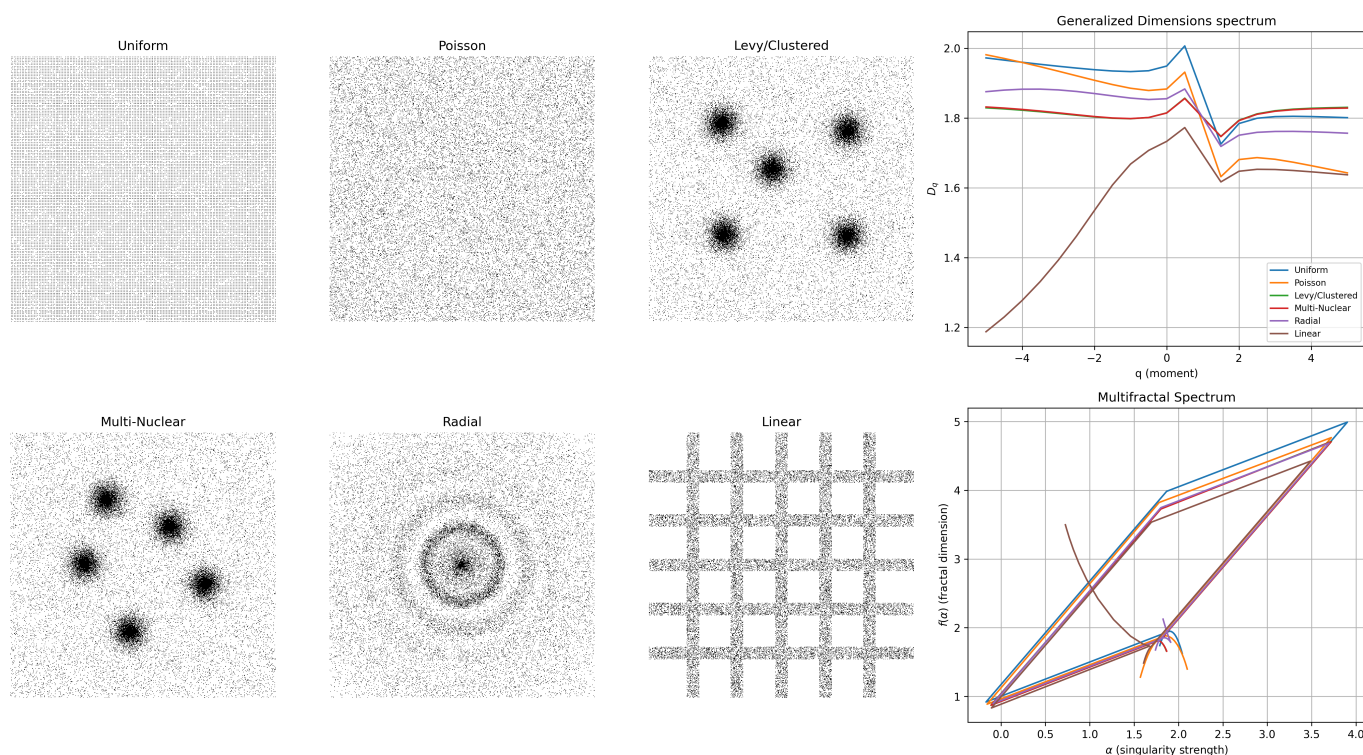 Uniform
Poisson
Levy/Clustered
Generalized Dimensions spectrum
2.0
1.8
1.6
1.4
1.2
D_q
−4
−2
0
2
4
q (moment)
Uniform
Poisson
Levy/Clustered
Multi-Nuclear
Radial
Linear
Multi-Nuclear
Radial
Linear
Multifractal Spectrum
5
4
3
2
1
f(α) (fractal dimension)
0.0
0.5
1.0
1.5
2.0
2.5
3.0
3.5
4.0
α (singularity strength)